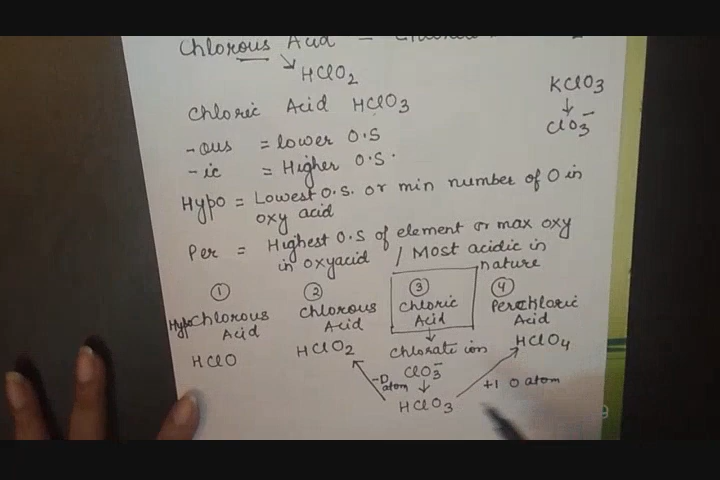 Chlorous Acid =
HClO2
Chloric Acid HClO3
KClO3
ClO3-
-ous = lower O.S
-ic = Higher O.S.
Hypo = Lowest O.S. or min number of O in
oxy acid
Per = Highest O.S of element or max oxy
in oxyacid / Most acidic in
nature
1 2 3 4
HypoChlorous
Acid
HClO
Chlorous
Acid
HClO2
Chloric
Acid
Chlorate ion
ClO3-
HClO3
Perchloric
Acid
HClO4
-O
atom
+1 O atom